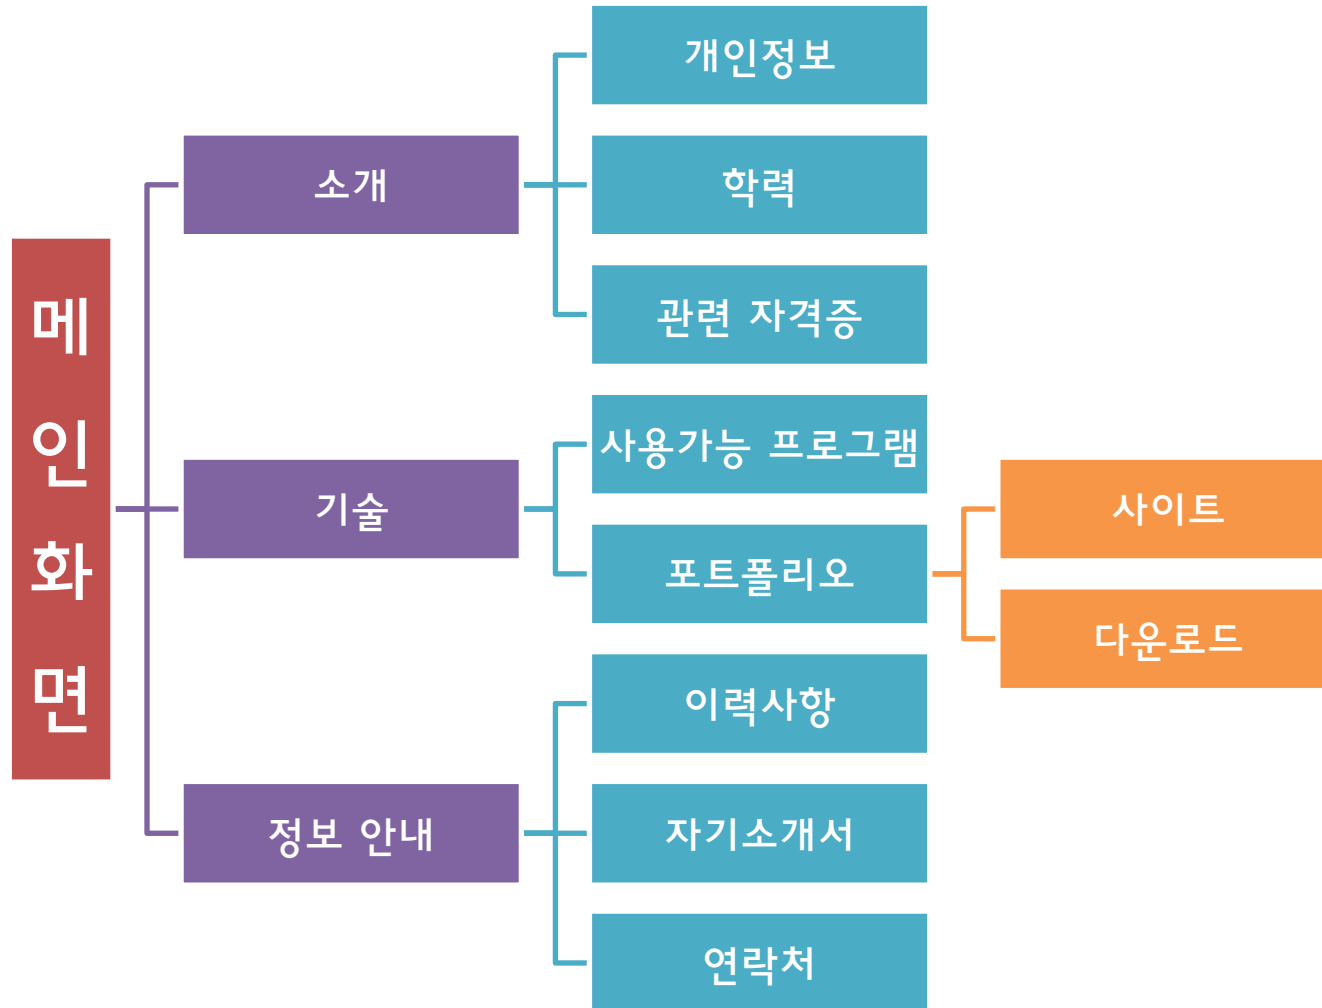 메인화면
소개
개인정보
학력
관련 자격증
기술
사용가능 프로그램
포트폴리오
사이트
다운로드
정보 안내
이력사항
자기소개서
연락처